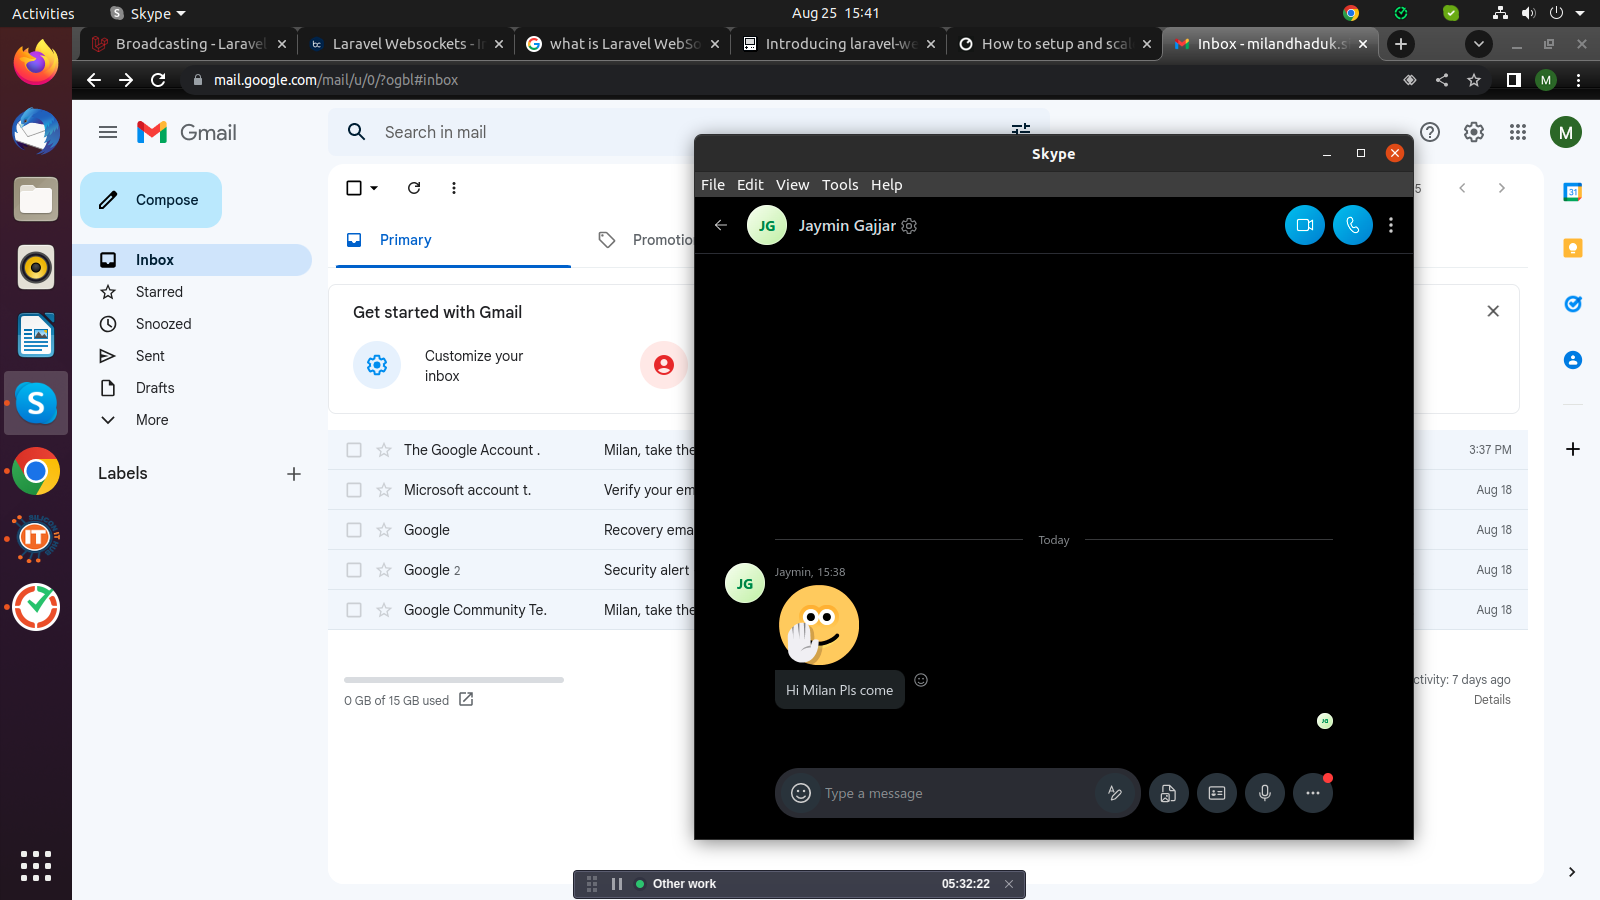 Activities
Skype
Aug 25 15:41
Broadcasting - Laravel
Laravel Websockets - I
what is Laravel WebSo
Introducing laravel-we
How to setup and scal
Inbox - milandhaduk.s
mail.google.com/mail/u/0/?ogbl#inbox
M
Gmail
Search in mail
M
Compose
Inbox
Starred
Snoozed
Sent
Drafts
More
Labels
Primary
Promotio
5
Get started with Gmail
Customize your
inbox
The Google Account . Milan, take the 3:37 PM
Microsoft account t. Verify your em Aug 18
Google Recovery ema Aug 18
Google 2 Security alert Aug 18
Google Community Te. Milan, take the Aug 18
0 GB of 15 GB used
ctivity: 7 days ago
Details
31
Skype
File Edit View Tools Help
JG
Jaymin Gajjar
Today
Jaymin, 15:38
JG
Hi Milan Pls come
JG
Type a message
Other work
05:32:22
S
IT